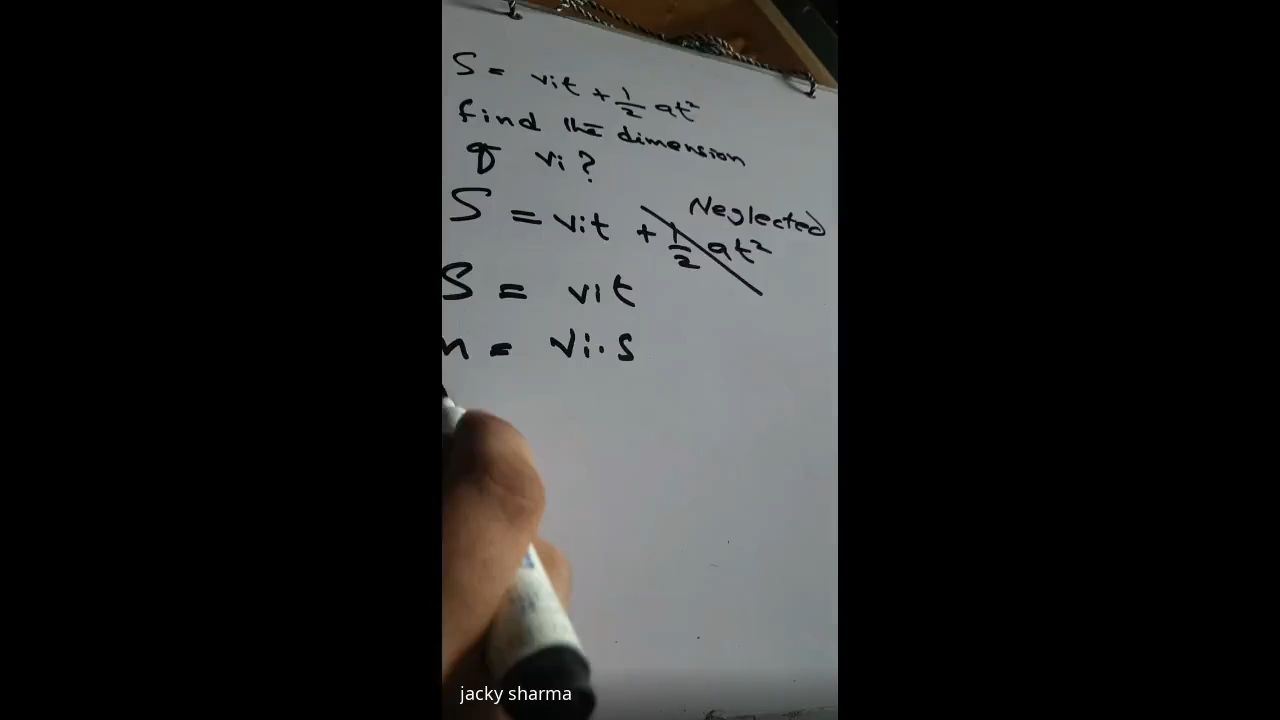 S = vit + 1/2 at²
find the dimension
of vi?
Neglected
S = vit + 1/2 at²
S = vit
m = vi.s
jacky sharma